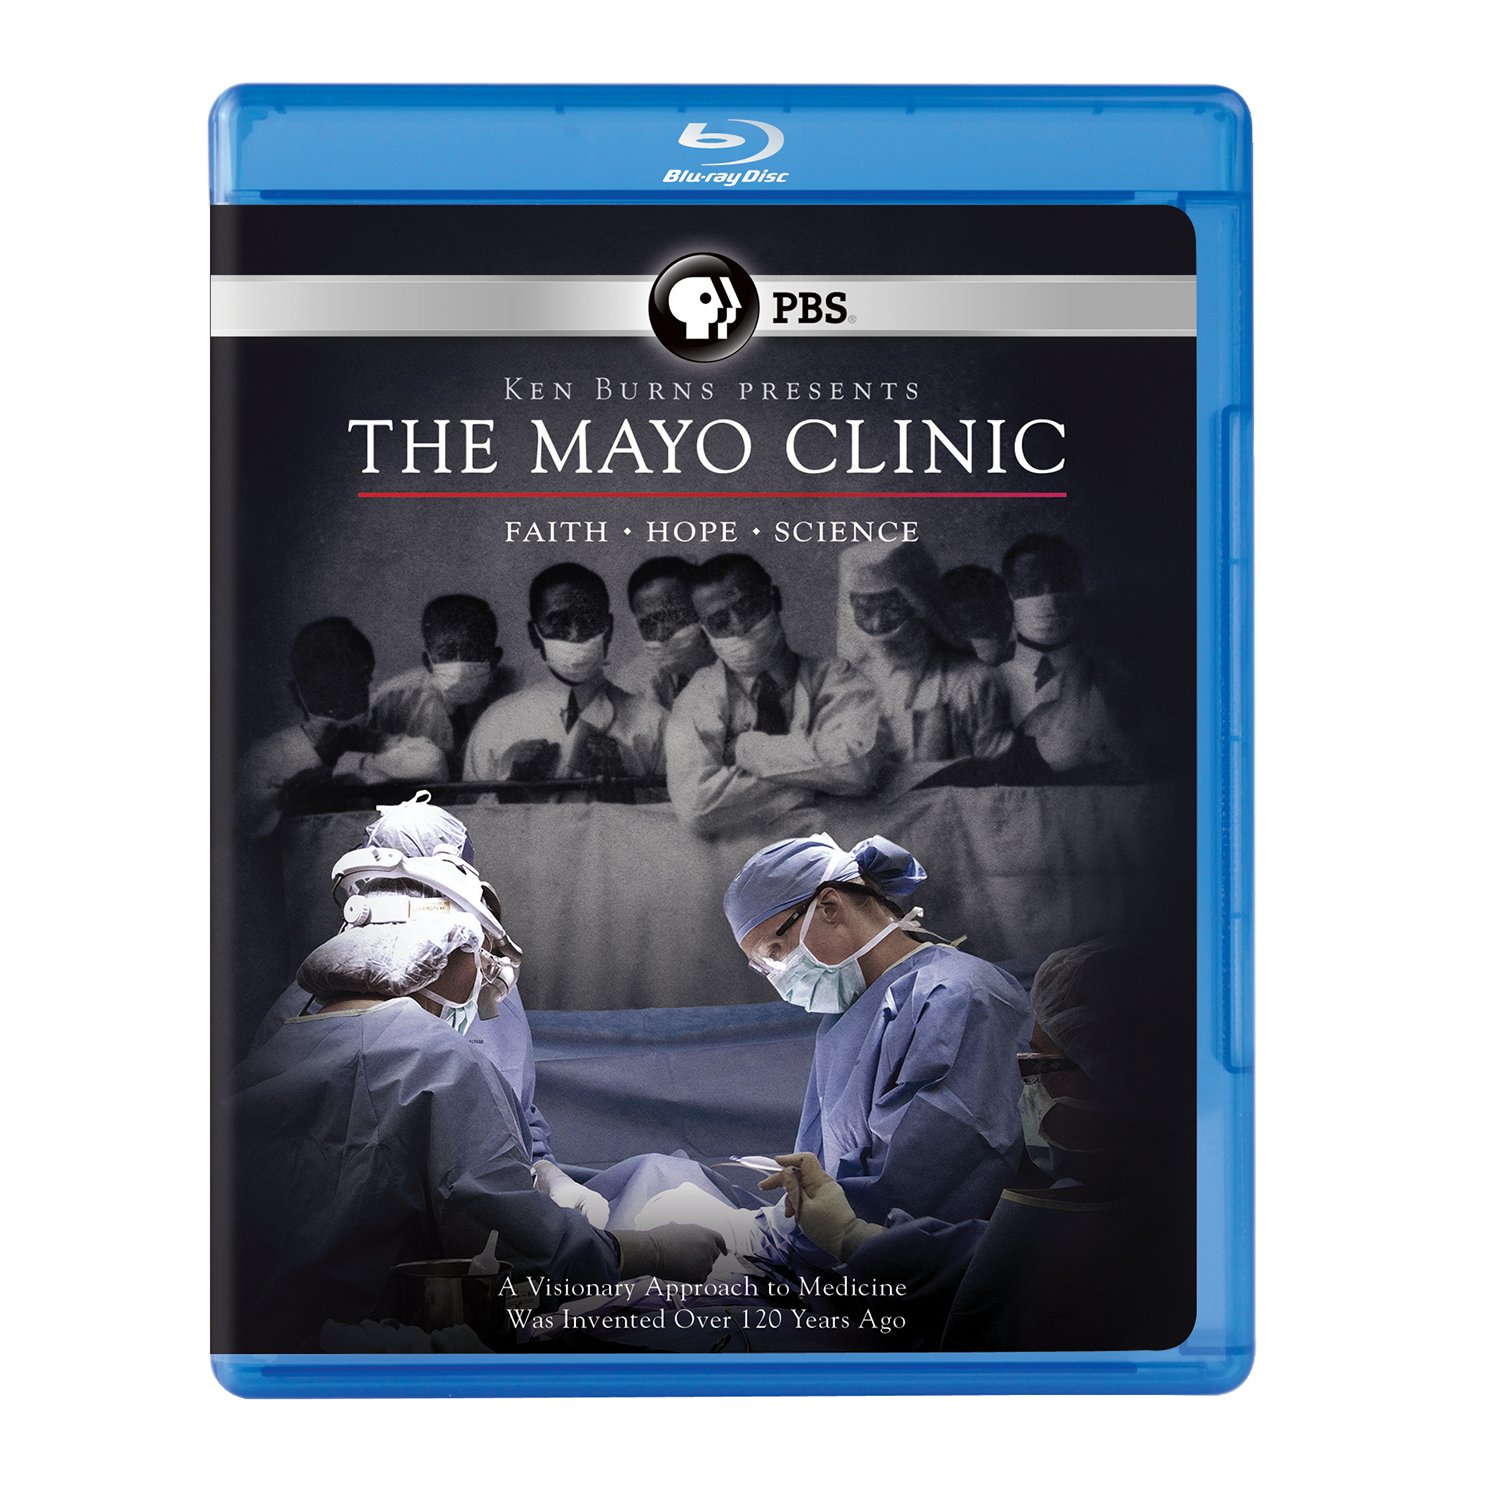 Blu-ray Disc
PBS®
KEN BURNS PRESENTS
THE MAYO CLINIC
FAITH · HOPE · SCIENCE
A Visionary Approach to Medicine
Was Invented Over 120 Years Ago